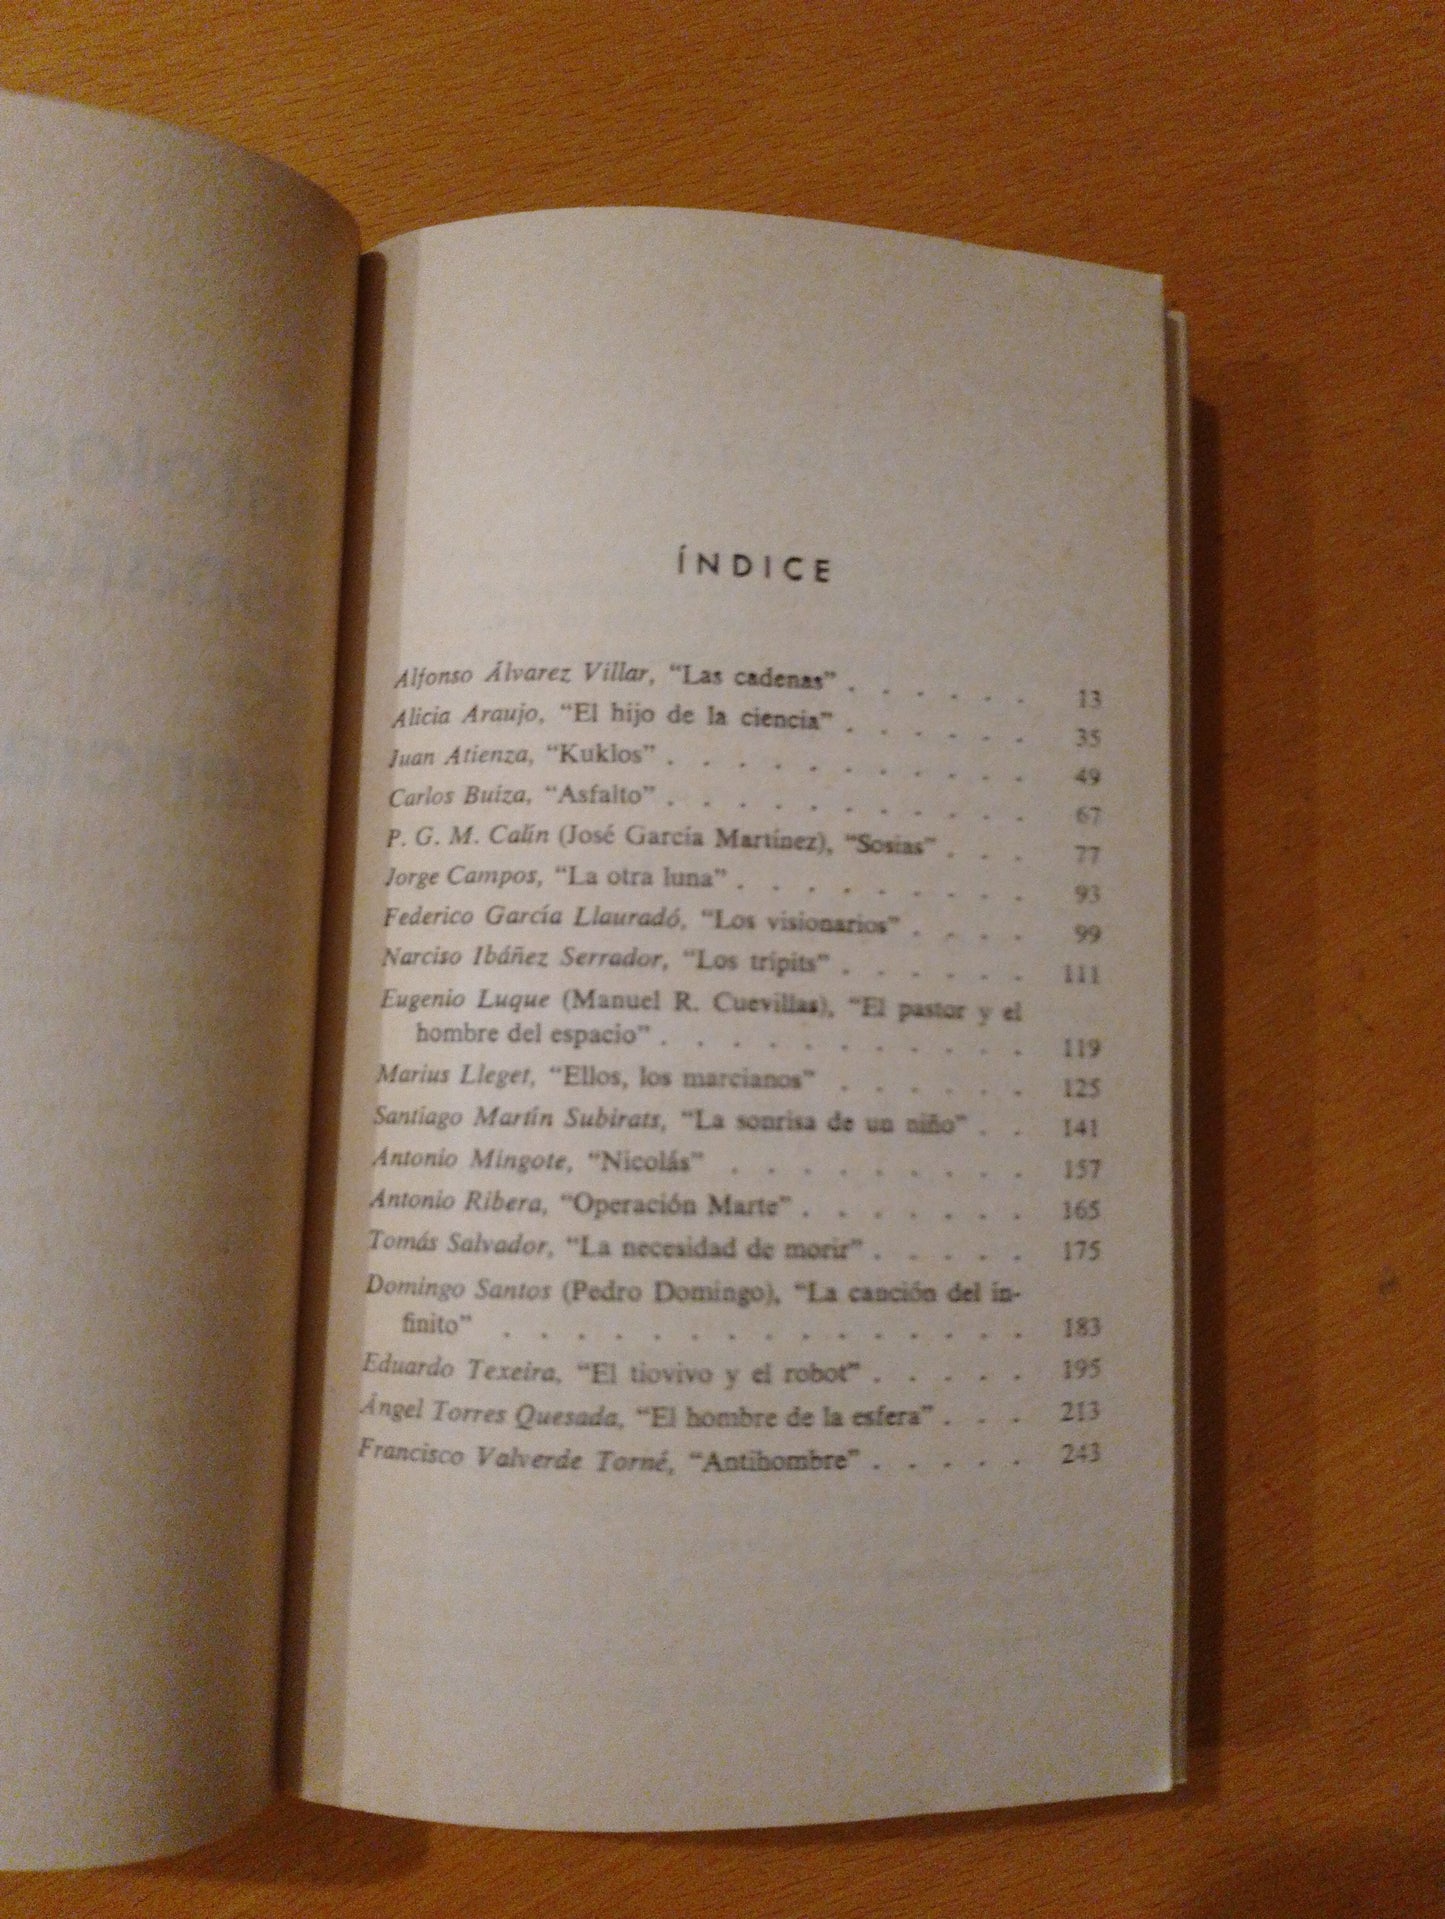 ÍNDICE
Alfonso Álvarez Villar, “Las cadenas” . . . . . . 13
Alicia Araujo, “El hijo de la ciencia” . . . . . . 35
Juan Atienza, “Kuklos” . . . . . . . . . . . 49
Carlos Buiza, “Asfalto” . . . . . . . . . . . 67
P. G. M. Calín (José García Martínez), “Sosias” . . . 77
Jorge Campos, “La otra luna” . . . . . . . . . 93
Federico García Llauradó, “Los visionarios” . . . . 99
Narciso Ibáñez Serrador, “Los tripits” . . . . . . 111
Eugenio Luque (Manuel R. Cuevillas), “El pastor y el
hombre del espacio” . . . . . . . . . . . 119
Marius Lleget, “Ellos, los marcianos” . . . . . . 125
Santiago Martín Subirats, “La sonrisa de un niño” . . 141
Antonio Mingote, “Nicolás” . . . . . . . . . 157
Antonio Ribera, “Operación Marte” . . . . . . . 165
Tomás Salvador, “La necesidad de morir” . . . . . 175
Domingo Santos (Pedro Domingo), “La canción del in-
finito” . . . . . . . . . . . . . . . 183
Eduardo Texeira, “El tiovivo y el robot” . . . . . 195
Ángel Torres Quesada, “El hombre de la esfera” . . . 213
Francisco Valverde Torné, “Antihombre” . . . . . 243